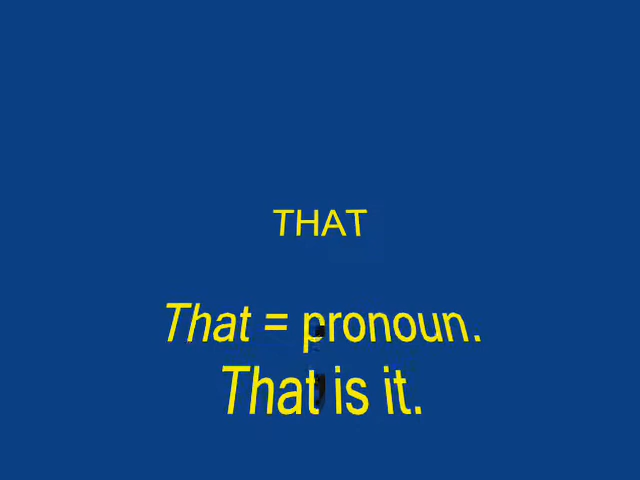 THAT
That = pronoun.
That is it.